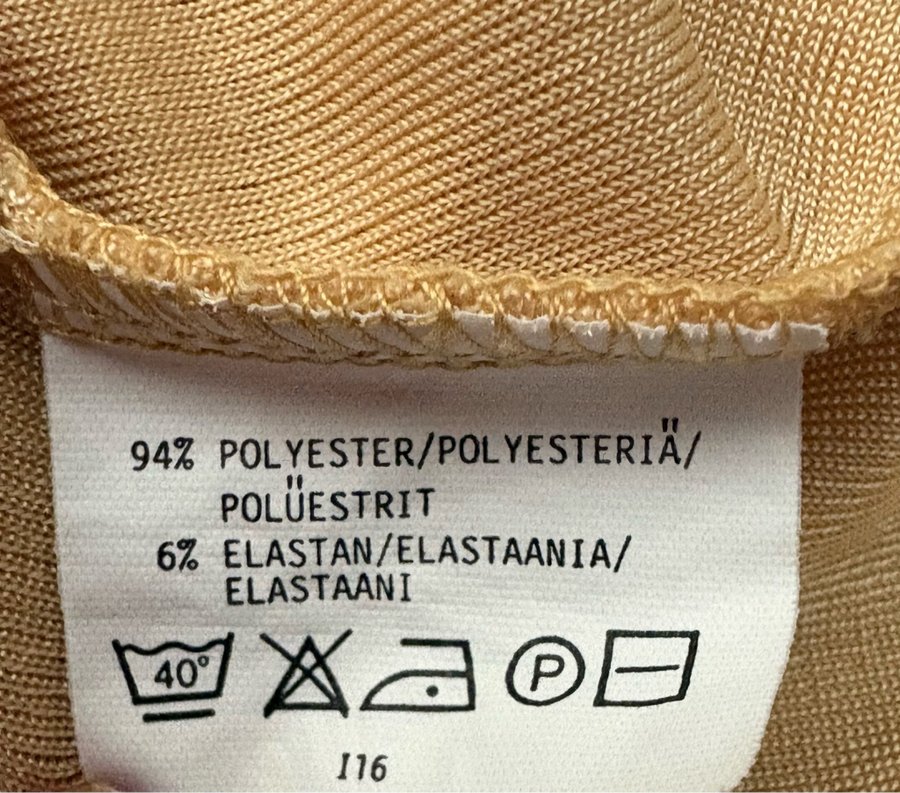 94% POLYESTER/POLYESTERIÄ/
POLÜESTRIT
6% ELASTAN/ELASTAANIA/
ELASTAANI
40° P
I16